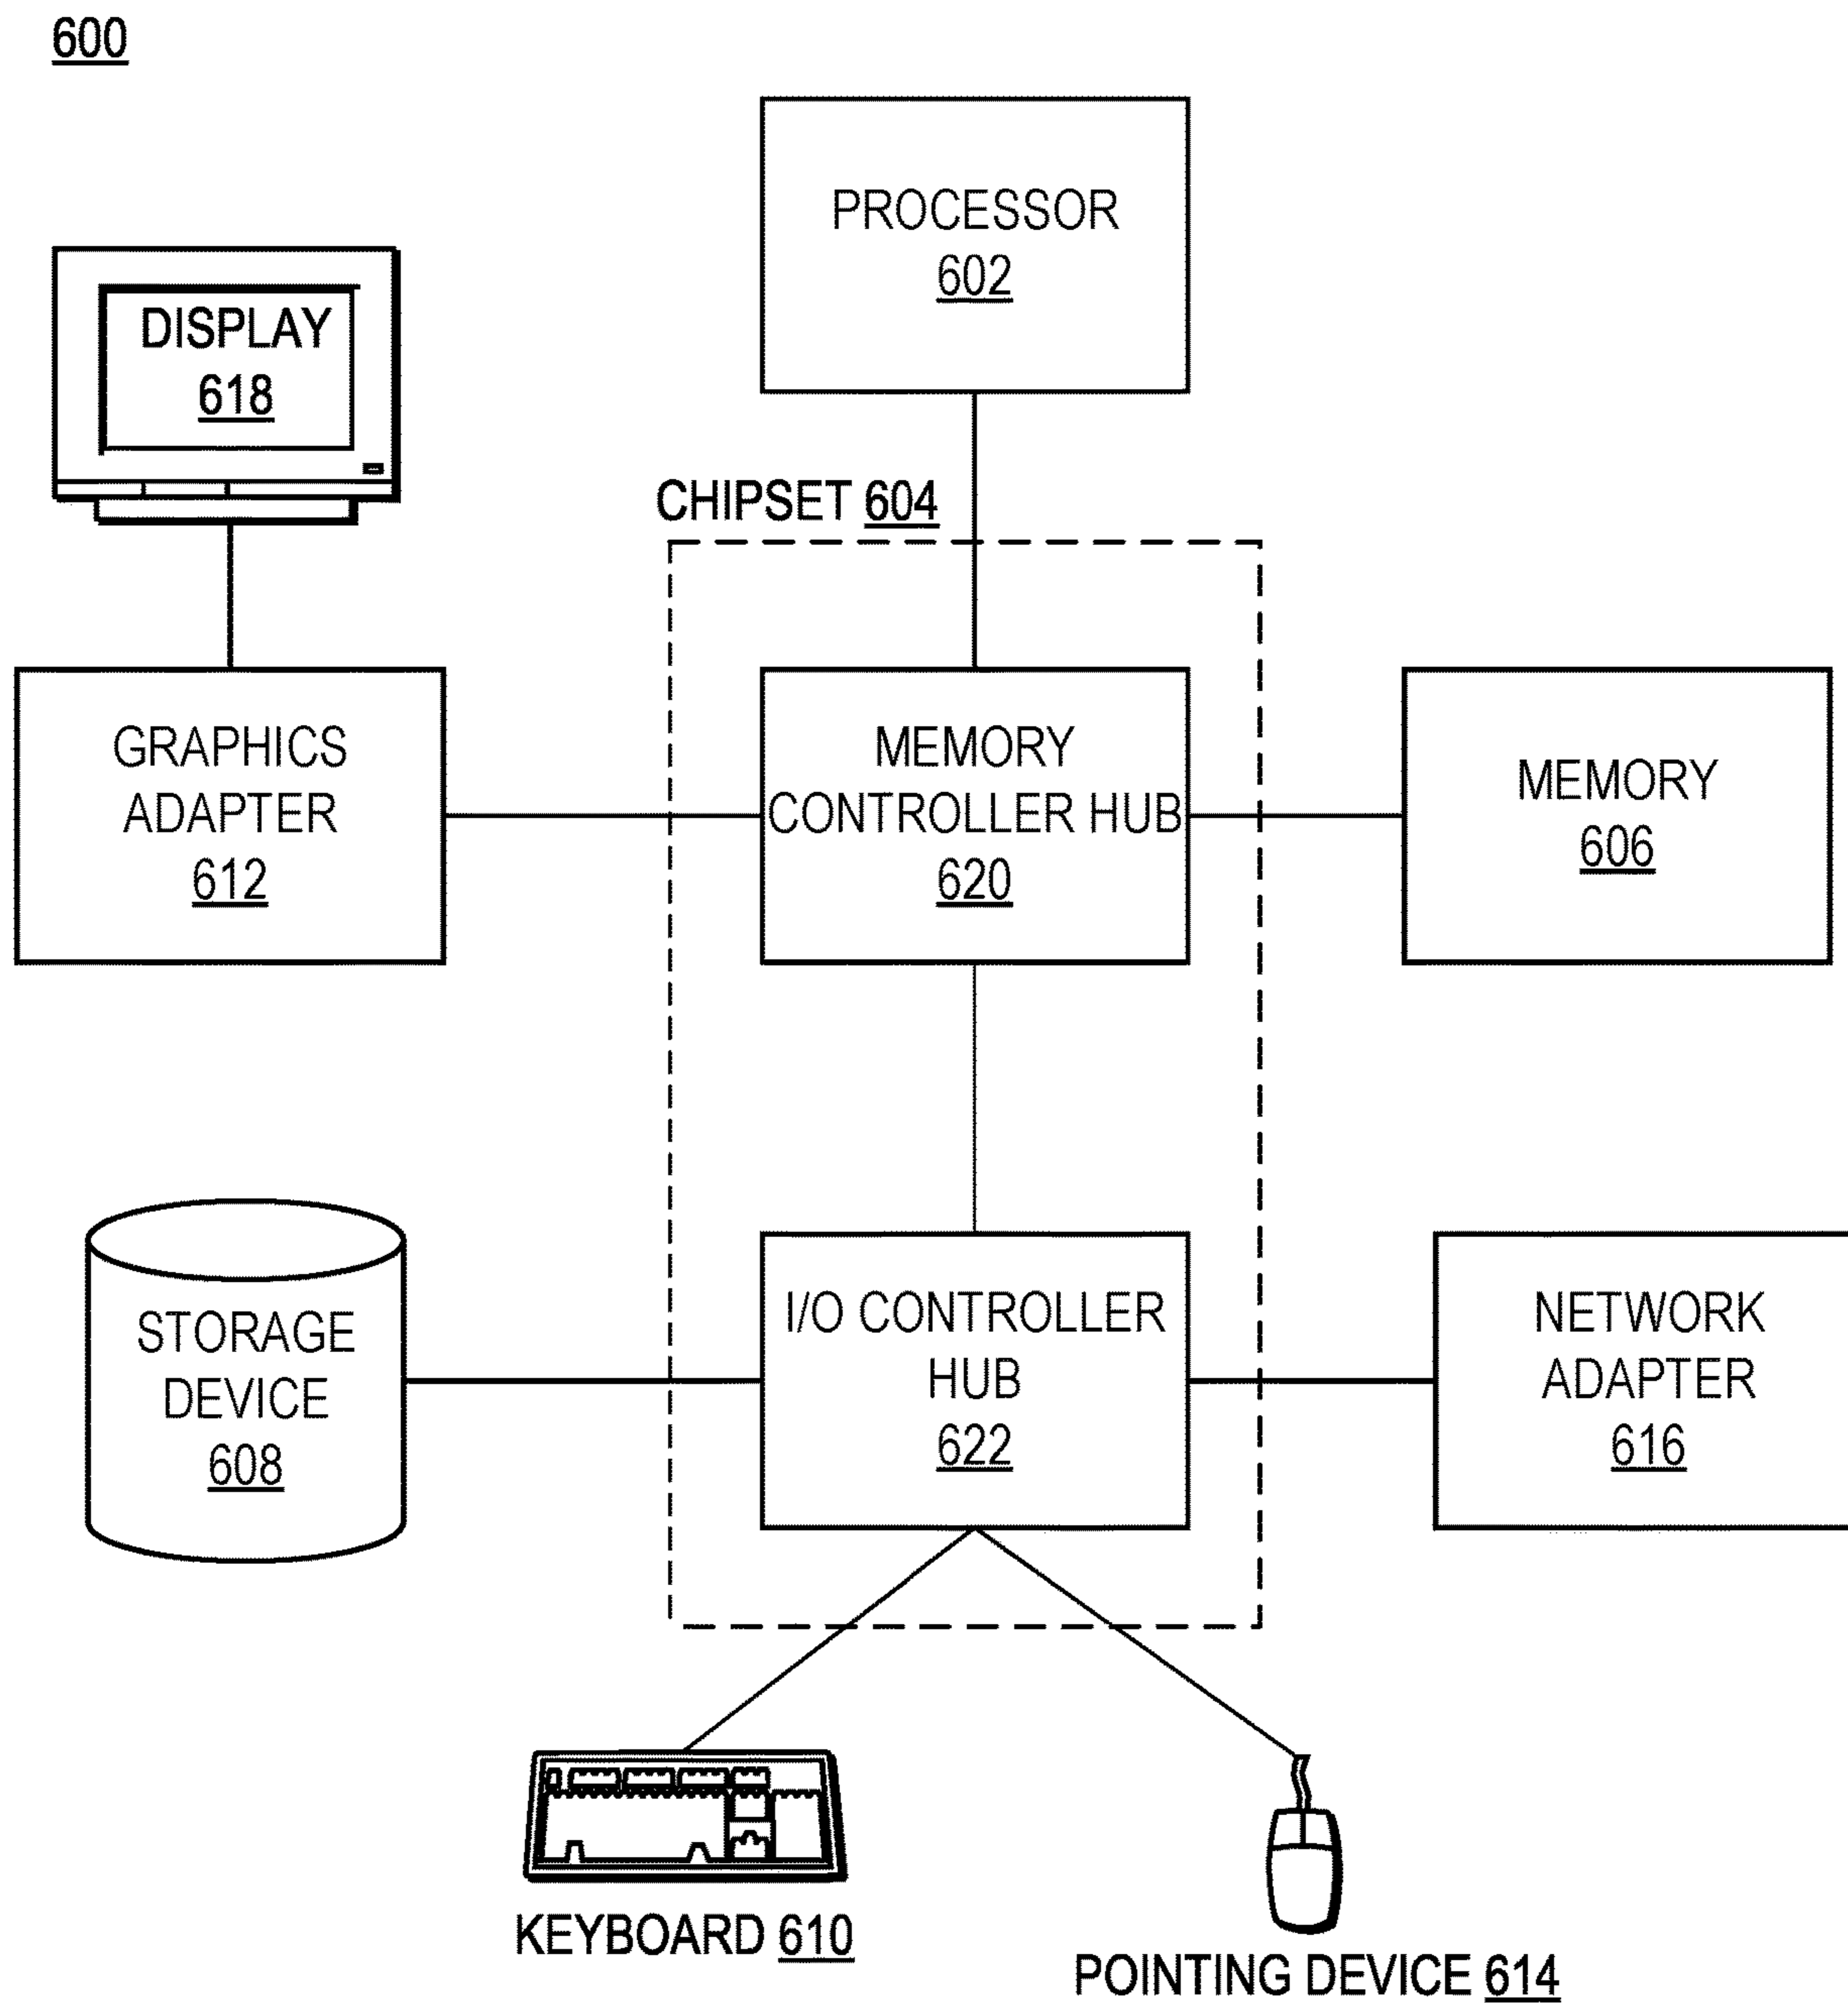 600
PROCESSOR
602
DISPLAY
618
CHIPSET 604
GRAPHICS
ADAPTER
612
MEMORY
CONTROLLER HUB
620
MEMORY
606
STORAGE
DEVICE
608
I/O CONTROLLER
HUB
622
NETWORK
ADAPTER
616
KEYBOARD 610
POINTING DEVICE 614